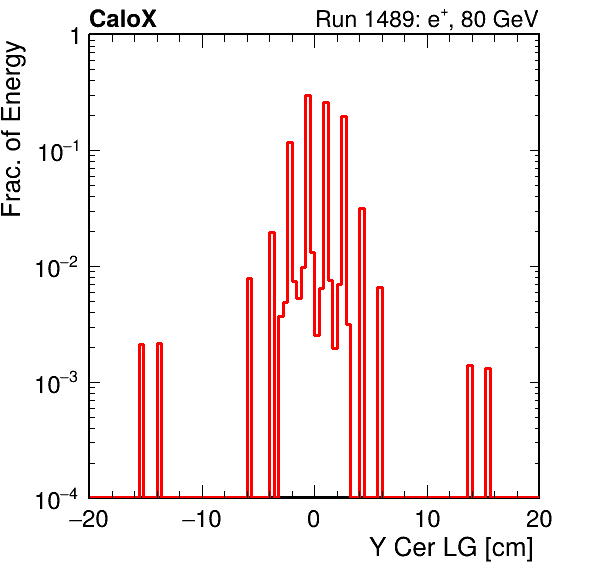 CaloX Run 1489: e⁺, 80 GeV
Frac. of Energy
1
10⁻¹
10⁻²
10⁻³
10⁻⁴
−20 −10 0 10 20
Y Cer LG [cm]